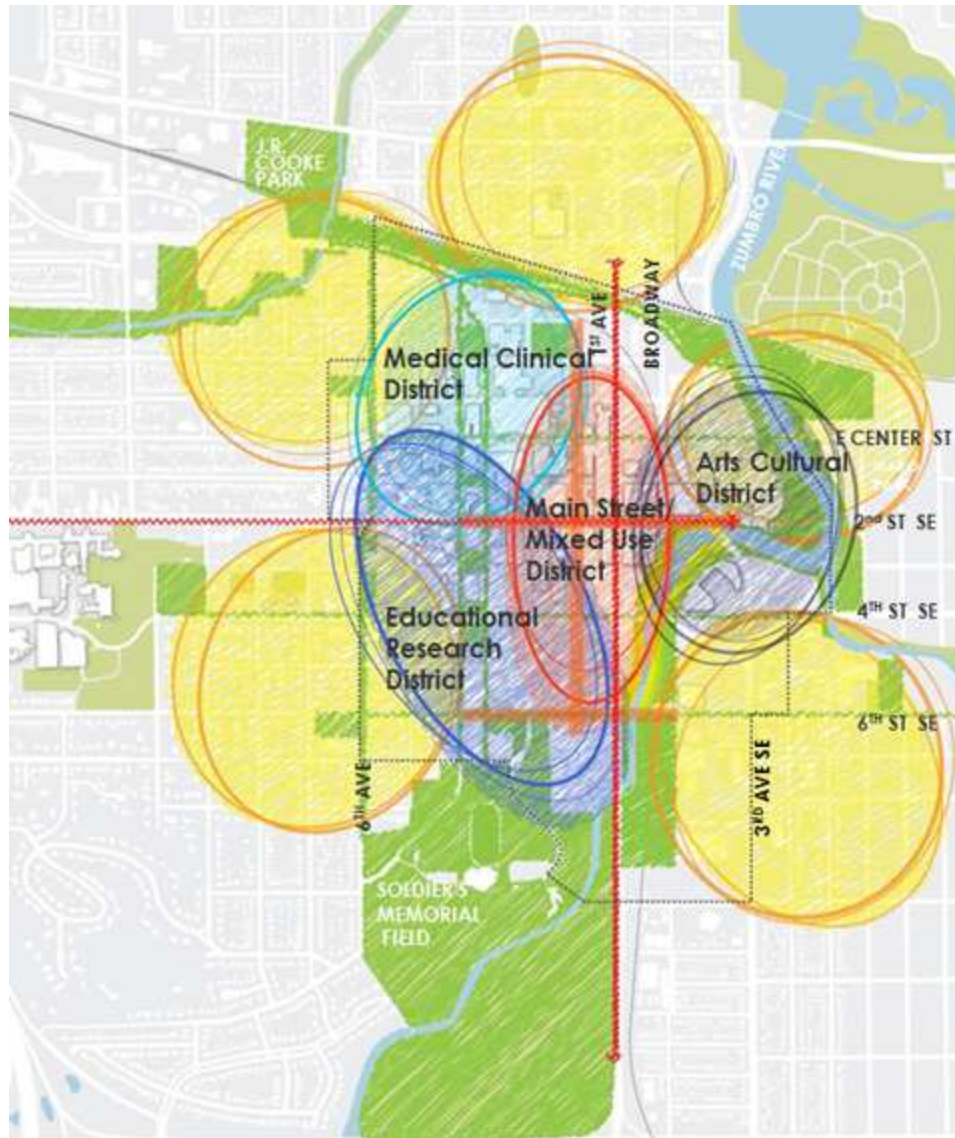 J.R.
COOKE
PARK
ZUMBRO RIVER
1ST AVE
BROADWAY
Medical Clinical
District
E CENTER ST
Arts Cultural
District
Main Street/
Mixed Use
District
2nd ST SE
4TH ST SE
Educational
Research
District
6TH ST SE
6TH AVE
3RD AVE SE
SOLDIER'S
MEMORIAL
FIELD